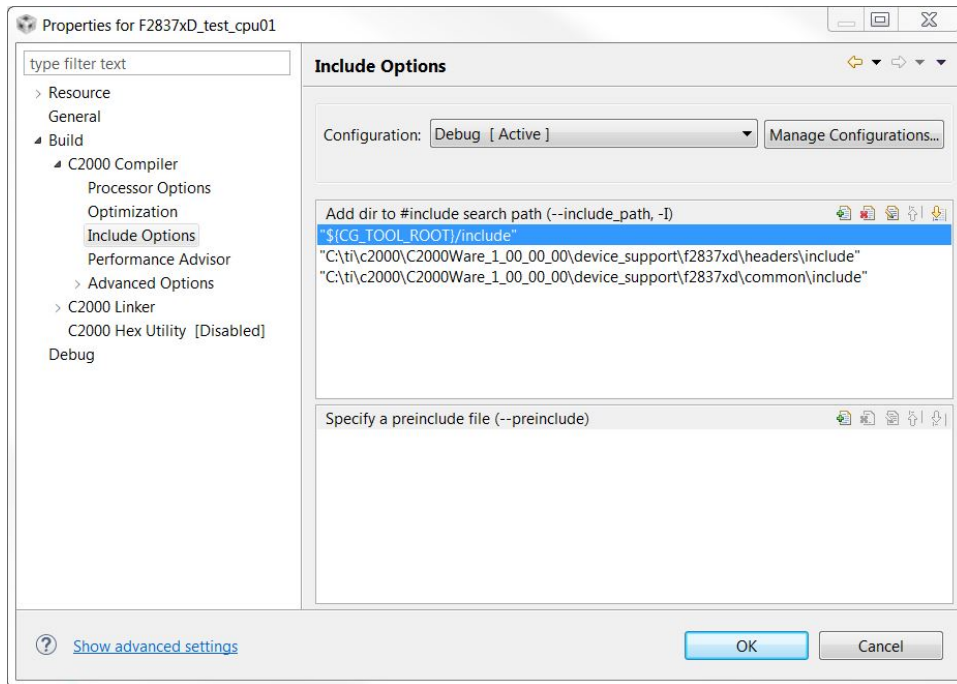 Properties for F2837xD_test_cpu01
type filter text
Resource
General
Build
C2000 Compiler
Processor Options
Optimization
Include Options
Performance Advisor
Advanced Options
C2000 Linker
C2000 Hex Utility [Disabled]
Debug
Include Options
Configuration: Debug [ Active ]
Manage Configurations...
Add dir to #include search path (--include_path, -I)
"${CG_TOOL_ROOT}/include"
"C:\ti\c2000\C2000Ware_1_00_00_00\device_support\f2837xd\headers\include"
"C:\ti\c2000\C2000Ware_1_00_00_00\device_support\f2837xd\common\include"
Specify a preinclude file (--preinclude)
Show advanced settings
OK
Cancel